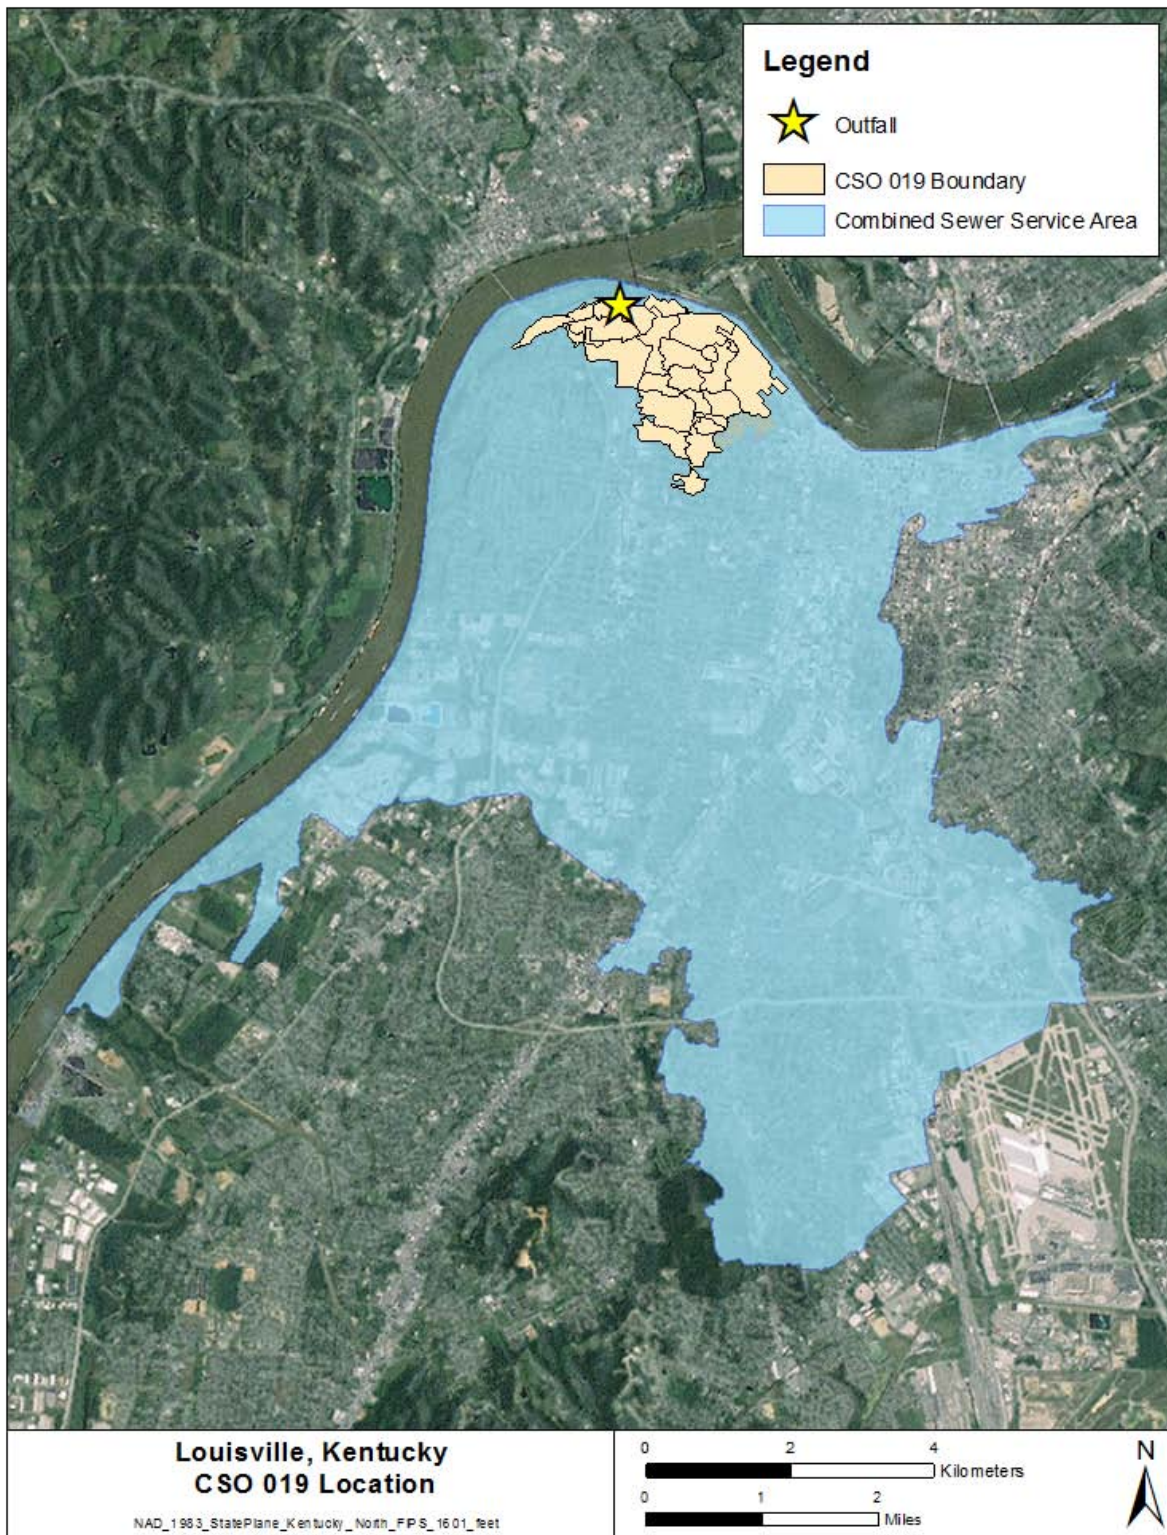 Legend
Outfall
CSO 019 Boundary
Combined Sewer Service Area
Louisville, Kentucky
CSO 019 Location
NAD_1983_StatePlane_Kentucky_North_FIPS_1601_feet
0 2 4
Kilometers
0 1 2
Miles
N